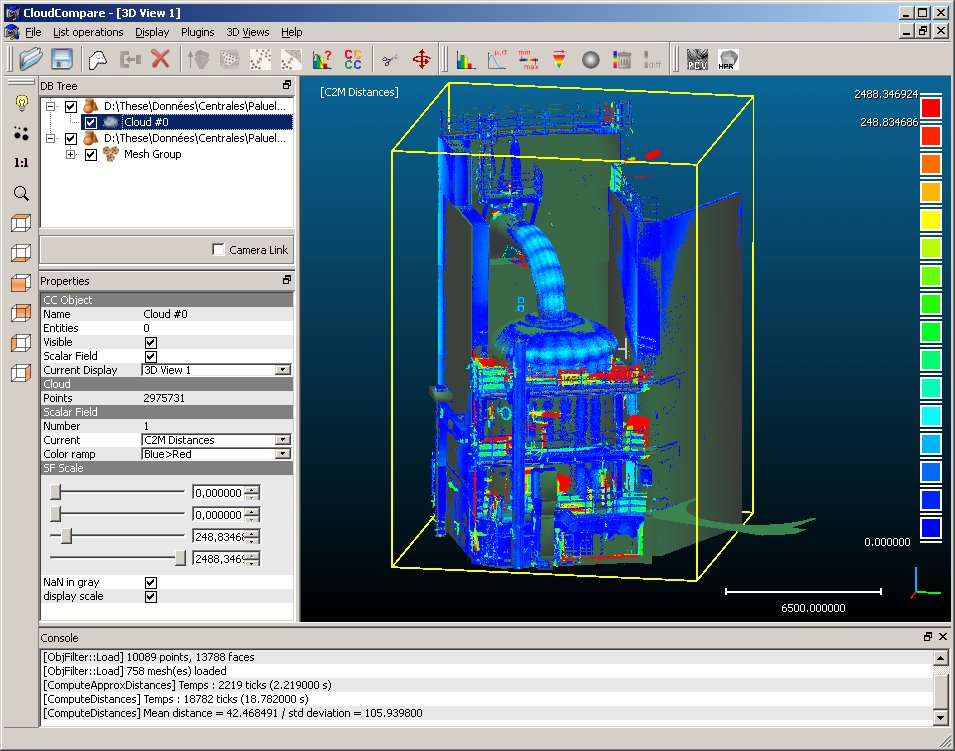 CloudCompare - [3D View 1]
File List operations Display Plugins 3D Views Help
CC
CC
μ,σ
min
max
diff
PCV
HPR
DB Tree
D:\These\Données\Centrales\Paluel...
Cloud #0
D:\These\Données\Centrales\Paluel...
Mesh Group
1:1
Camera Link
Properties
CC Object
Name Cloud #0
Entities 0
Visible
Scalar Field
Current Display 3D View 1
Cloud
Points 2975731
Scalar Field
Number 1
Current C2M Distances
Color ramp Blue>Red
SF Scale
0,000000
0,000000
248,8346
2488,346
NaN in gray
display scale
[C2M Distances]
2488.346924
248.834686
0.000000
6500.000000
Console
[ObjFilter::Load] 10089 points, 13788 faces
[ObjFilter::Load] 758 mesh(es) loaded
[ComputeApproxDistances] Temps : 2219 ticks (2.219000 s)
[ComputeDistances] Temps : 18782 ticks (18.782000 s)
[ComputeDistances] Mean distance = 42.468491 / std deviation = 105.939800